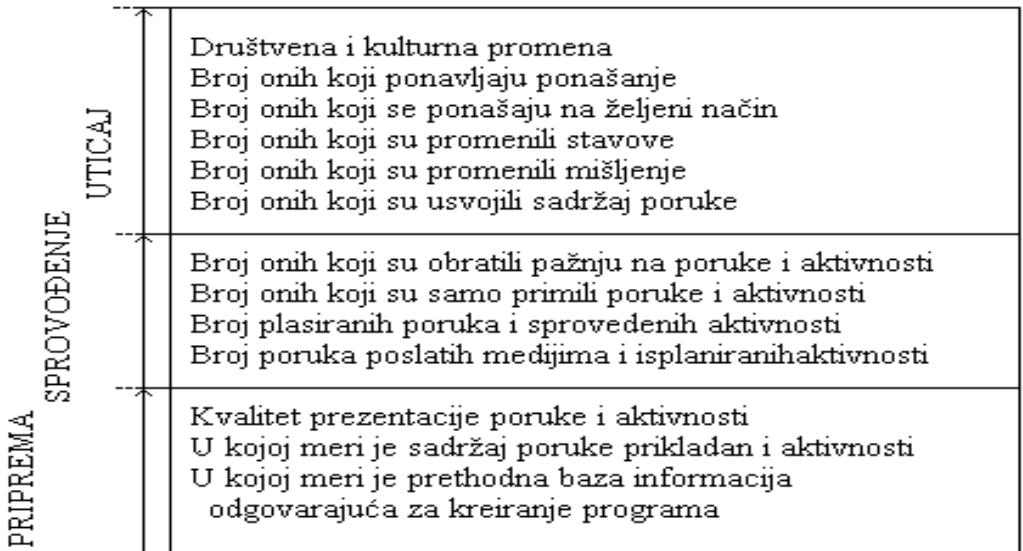 UTICAJ
Društvena i kulturna promena
Broj onih koji ponavljaju ponašanje
Broj onih koji se ponašaju na željeni način
Broj onih koji su promenili stavove
Broj onih koji su promenili mišljenje
Broj onih koji su usvojili sadržaj poruke
SPROVOĐENJE
Broj onih koji su obratili pažnju na poruke i aktivnosti
Broj onih koji su samo primili poruke i aktivnosti
Broj plasiranih poruka i sprovedenih aktivnosti
Broj poruka poslatih medijima i isplaniranihaktivnosti
PRIPREMA
Kvalitet prezentacije poruke i aktivnosti
U kojoj meri je sadržaj poruke prikladan i aktivnosti
U kojoj meri je prethodna baza informacija
odgovarajuća za kreiranje programa